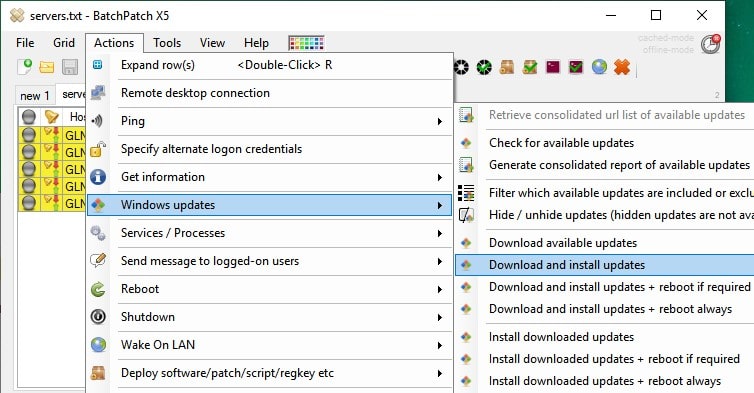 servers.txt - BatchPatch X5
File Grid Actions Tools View Help
cached-mode
offline-mode
new 1
2
GLN
GLN
GLN
GLN
GLN
Expand row(s) <Double-Click> R
Remote desktop connection
Ping
Specify alternate logon credentials
Get information
Windows updates
Services / Processes
Send message to logged-on users
Reboot
Shutdown
Wake On LAN
Deploy software/patch/script/regkey etc
Retrieve consolidated url list of available updates
Check for available updates
Generate consolidated report of available updates
Filter which available updates are included or exclu
Hide / unhide updates (hidden updates are not ava
Download available updates
Download and install updates
Download and install updates + reboot if required
Download and install updates + reboot always
Install downloaded updates
Install downloaded updates + reboot if required
Install downloaded updates + reboot always